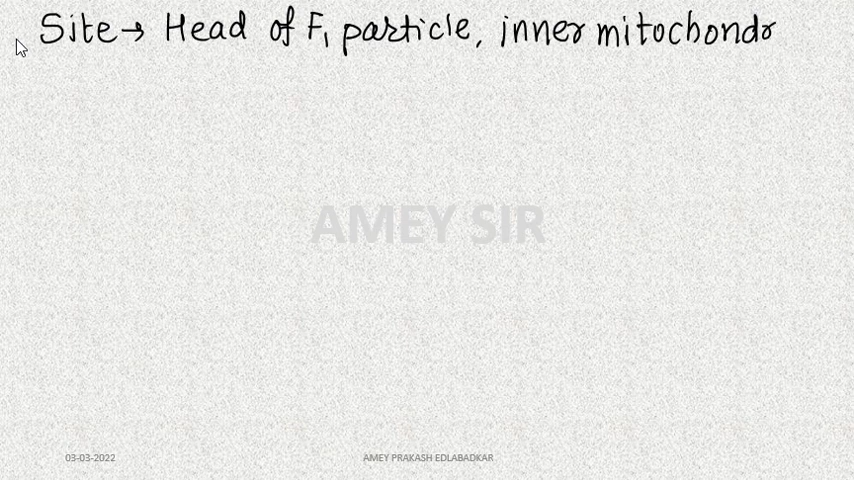 Site → Head of F₁ particle, inner mitochondr
AMEY SIR
03-03-2022
AMEY PRAKASH EDLABADKAR